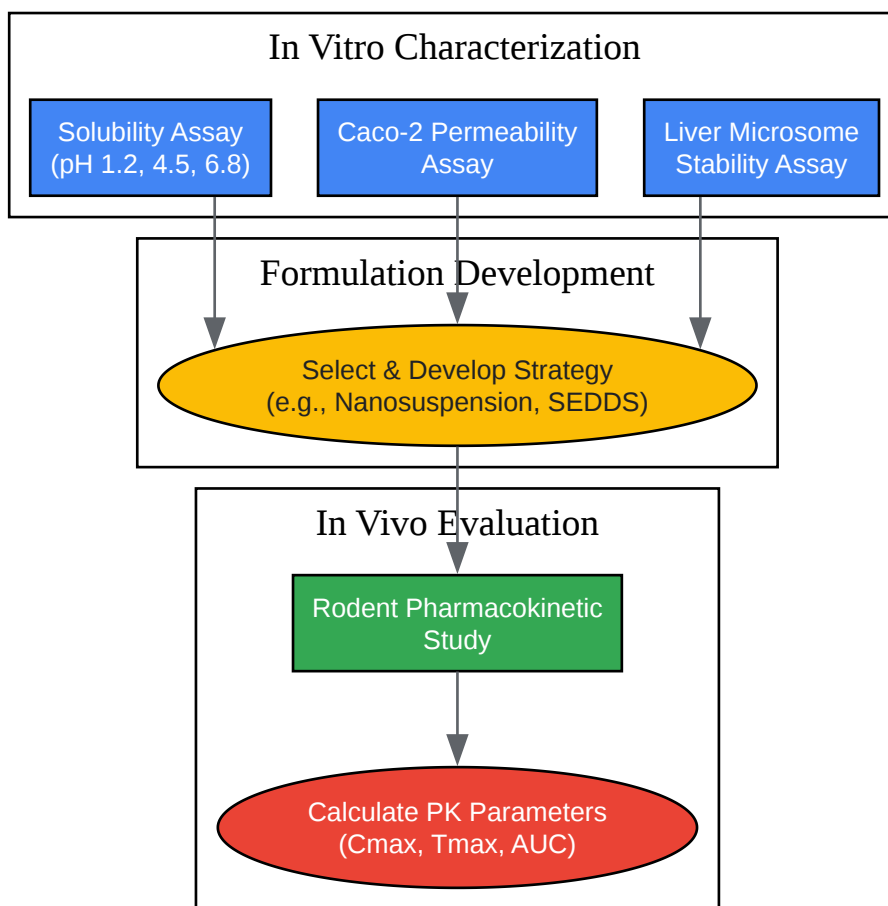 In Vitro Characterization
Solubility Assay
(pH 1.2, 4.5, 6.8)
Caco-2 Permeability
Assay
Liver Microsome
Stability Assay
Formulation Development
Select & Develop Strategy
(e.g., Nanosuspension, SEDDS)
In Vivo Evaluation
Rodent Pharmacokinetic
Study
Calculate PK Parameters
(Cmax, Tmax, AUC)